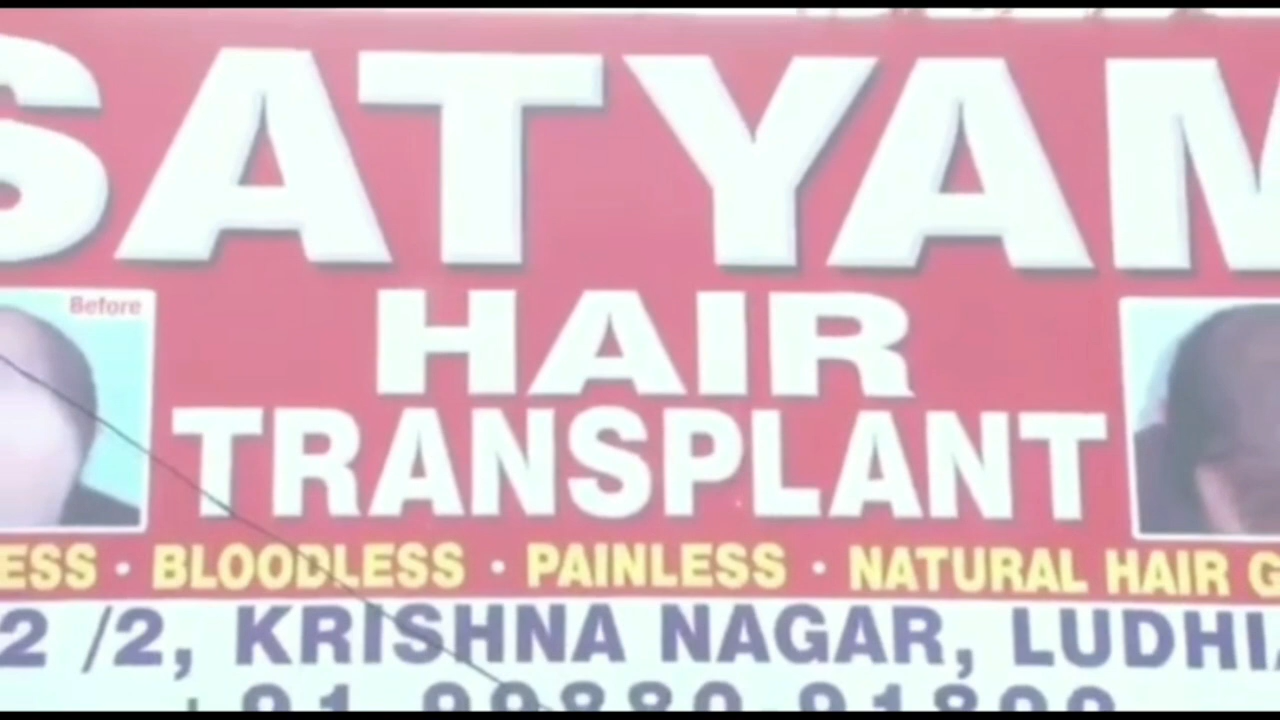 SATYAM
Before
HAIR
TRANSPLANT
ESS · BLOODLESS · PAINLESS · NATURAL HAIR G
2 /2, KRISHNA NAGAR, LUDHI